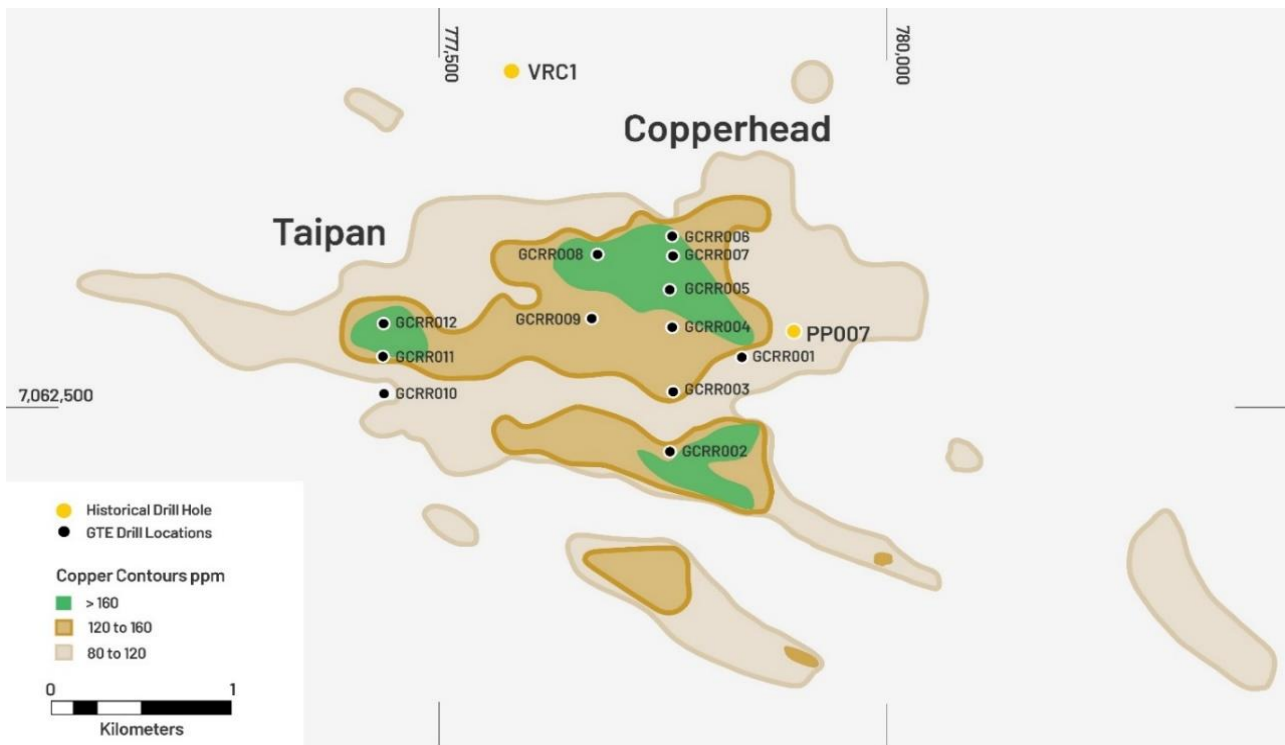 777,500
780,000
VRC1
Copperhead
Taipan
GCRR006
GCRR008
GCRR007
GCRR005
GCRR012
GCRR009
GCRR004
PP007
GCRR011
GCRR001
GCRR010
GCRR003
7,062,500
GCRR002
Historical Drill Hole
GTE Drill Locations
Copper Contours ppm
> 160
120 to 160
80 to 120
0 1
Kilometers